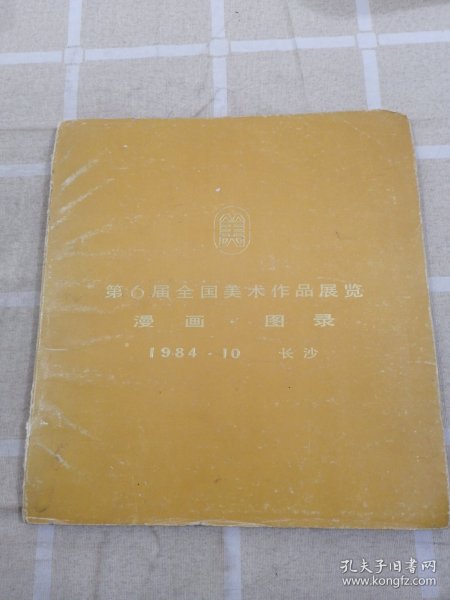 美
第6届全国美术作品展览
漫画·图录
1984·10 长沙
孔夫子旧书网
www.kongfz.com